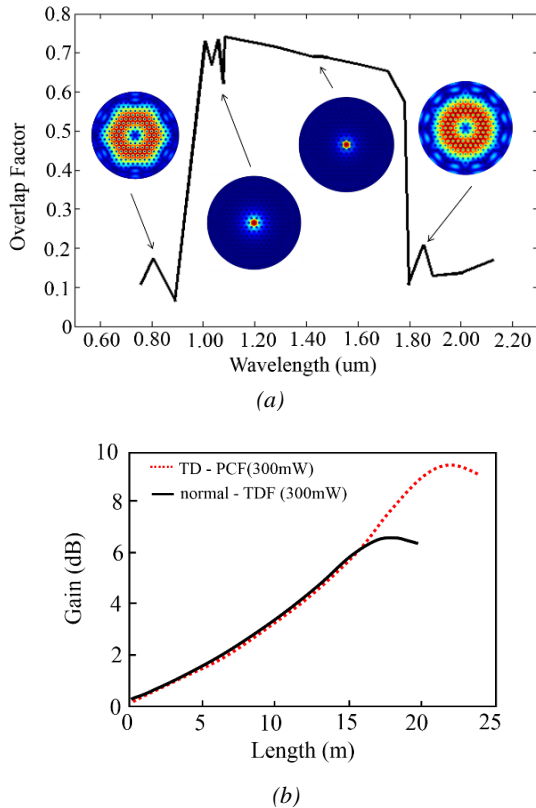 0.8
0.7
0.6
0.5
0.4
0.3
0.2
0.1
0
Overlap Factor
0.60 0.80 1.00 1.20 1.40 1.60 1.80 2.00 2.20
Wavelength (um)
(a)
10
8
6
4
2
0
Gain (dB)
TD - PCF(300mW)
normal - TDF (300mW)
0 5 10 15 20 25
Length (m)
(b)